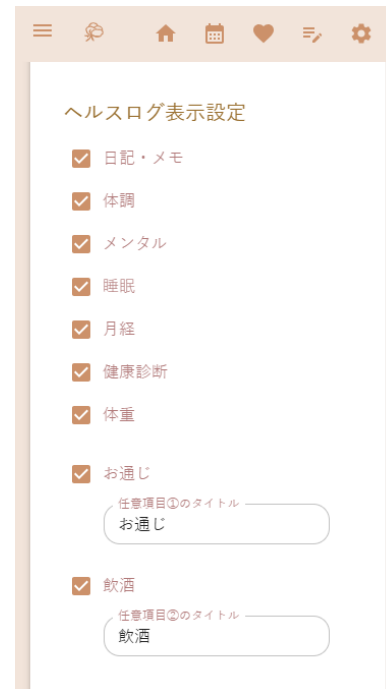 ヘルスログ表示設定
日記・メモ
体調
メンタル
睡眠
月経
健康診断
体重
お通じ
任意項目①のタイトル
お通じ
飲酒
任意項目②のタイトル
飲酒